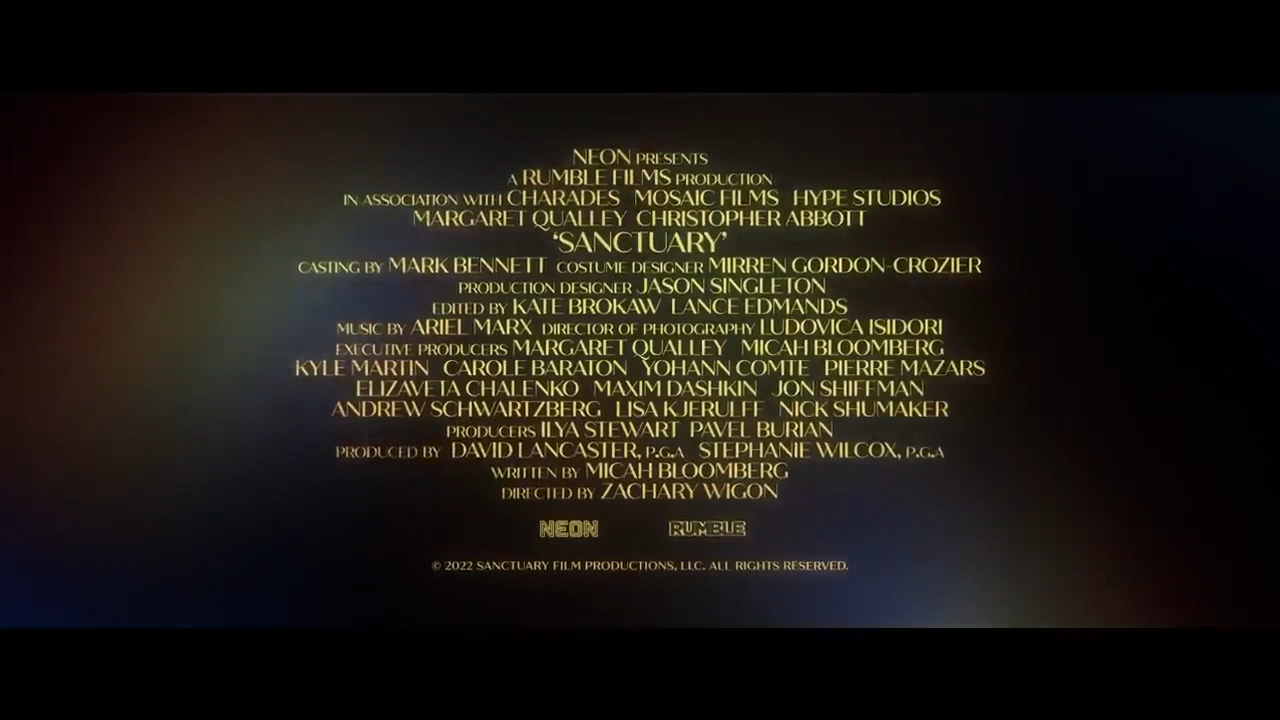 NEON PRESENTS
A RUMBLE FILMS PRODUCTION
IN ASSOCIATION WITH CHARADES MOSAIC FILMS HYPE STUDIOS
MARGARET QUALLEY CHRISTOPHER ABBOTT
‘SANCTUARY’
CASTING BY MARK BENNETT COSTUME DESIGNER MIRREN GORDON-CROZIER
PRODUCTION DESIGNER JASON SINGLETON
EDITED BY KATE BROKAW LANCE EDMANDS
MUSIC BY ARIEL MARX DIRECTOR OF PHOTOGRAPHY LUDOVICA ISIDORI
EXECUTIVE PRODUCERS MARGARET QUALLEY MICAH BLOOMBERG
KYLE MARTIN CAROLE BARATON YOHANN COMTE PIERRE MAZARS
ELIZAVETA CHALENKO MAXIM DASHKIN JON SHIFFMAN
ANDREW SCHWARTZBERG LISA KJERULFF NICK SHUMAKER
PRODUCERS ILYA STEWART PAVEL BURIAN
PRODUCED BY DAVID LANCASTER, P.G.A STEPHANIE WILCOX, P.G.A
WRITTEN BY MICAH BLOOMBERG
DIRECTED BY ZACHARY WIGON
NEON RUMBLE
© 2022 SANCTUARY FILM PRODUCTIONS, LLC. ALL RIGHTS RESERVED.